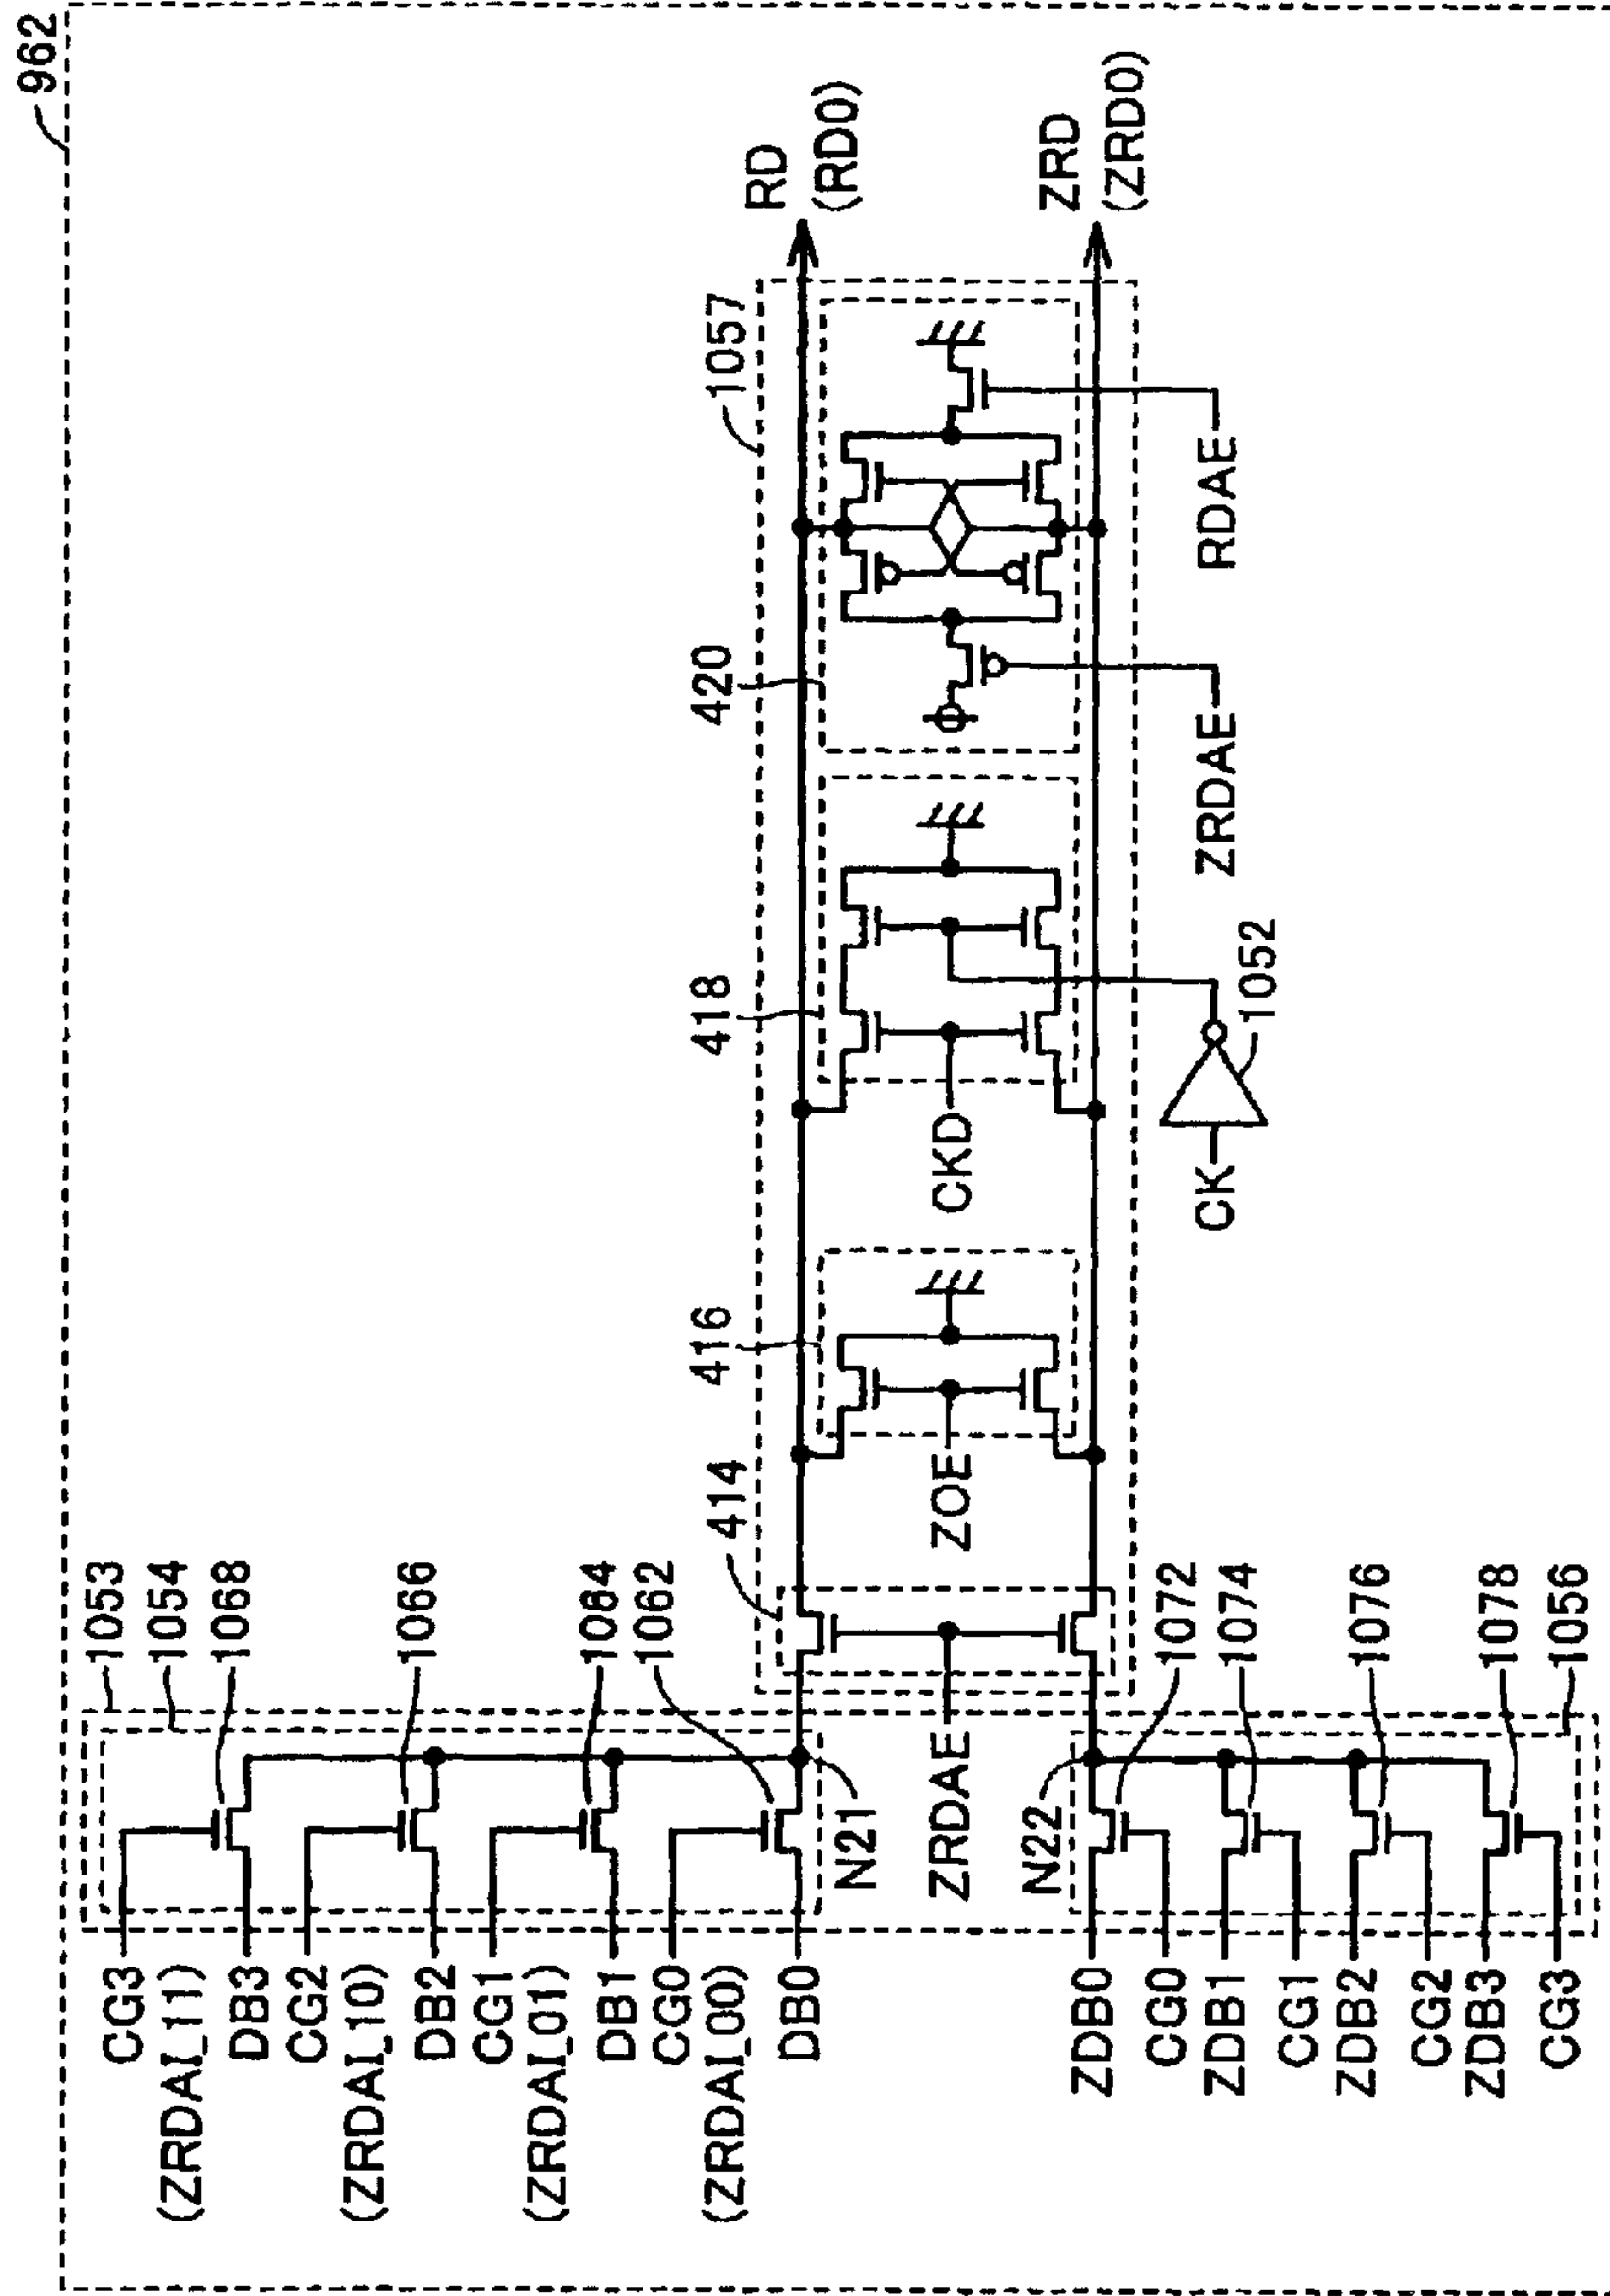 962
1053
1054
1068
1066
1084
1062
CG3
(ZRDAI_11)
DB3
CG2
(ZRDAI_10)
DB2
CG1
(ZRDAI_01)
DB1
CG0
(ZRDAI_00)
DB0
N21
ZRDAE
N22
ZDB0
CG0
ZDB1
CG1
ZDB2
CG2
ZDB3
CG3
1072
1074
1076
1078
1056
414
416
ZOE
418
CKD
CK
1052
420
ZRDAE
RDAE
1057
RD
(RD0)
ZRD
(ZRD0)